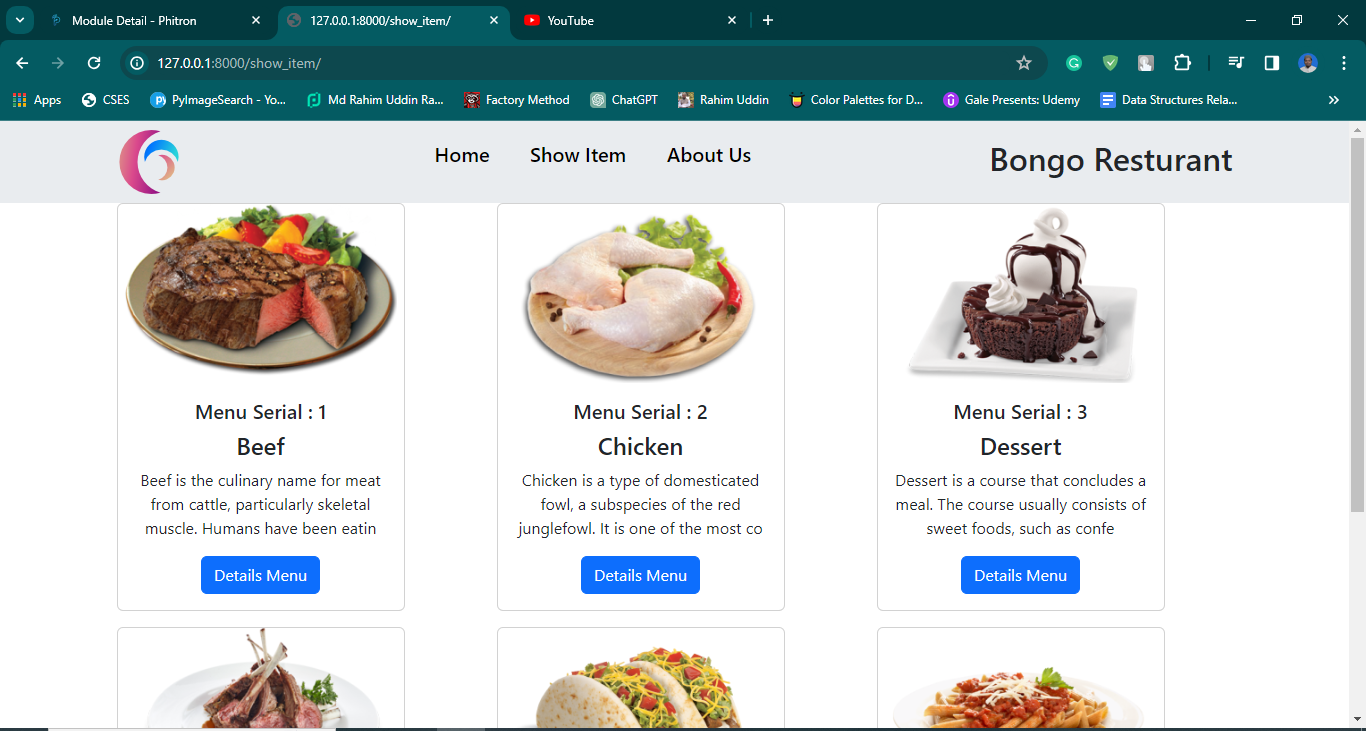 Module Detail - Phitron
127.0.0.1:8000/show_item/
YouTube
127.0.0.1:8000/show_item/
Apps
CSES
PyImageSearch - Yo...
Md Rahim Uddin Ra...
Factory Method
ChatGPT
Rahim Uddin
Color Palettes for D...
Gale Presents: Udemy
Data Structures Rela...
Home
Show Item
About Us
Bongo Resturant
Menu Serial : 1
Beef
Beef is the culinary name for meat
from cattle, particularly skeletal
muscle. Humans have been eatin
Details Menu
Menu Serial : 2
Chicken
Chicken is a type of domesticated
fowl, a subspecies of the red
junglefowl. It is one of the most co
Details Menu
Menu Serial : 3
Dessert
Dessert is a course that concludes a
meal. The course usually consists of
sweet foods, such as confe
Details Menu